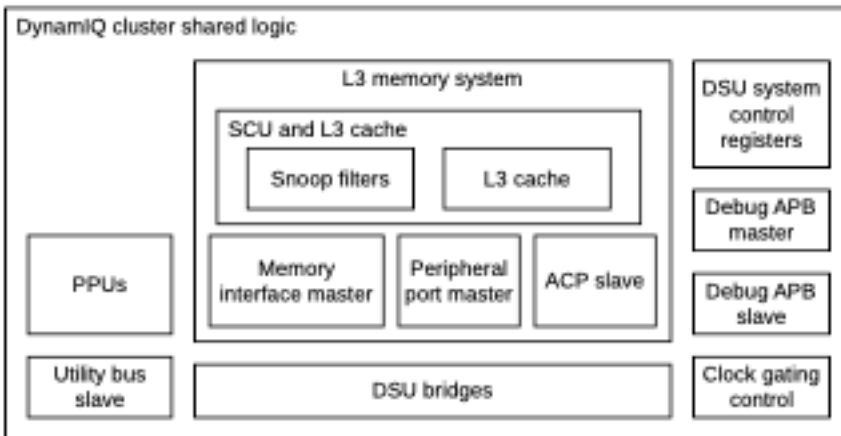 DynamIQ cluster shared logic
L3 memory system
SCU and L3 cache
Snoop filters
L3 cache
Memory
interface master
Peripheral
port master
ACP slave
PPUs
Utility bus
slave
DSU bridges
DSU system
control
registers
Debug APB
master
Debug APB
slave
Clock gating
control